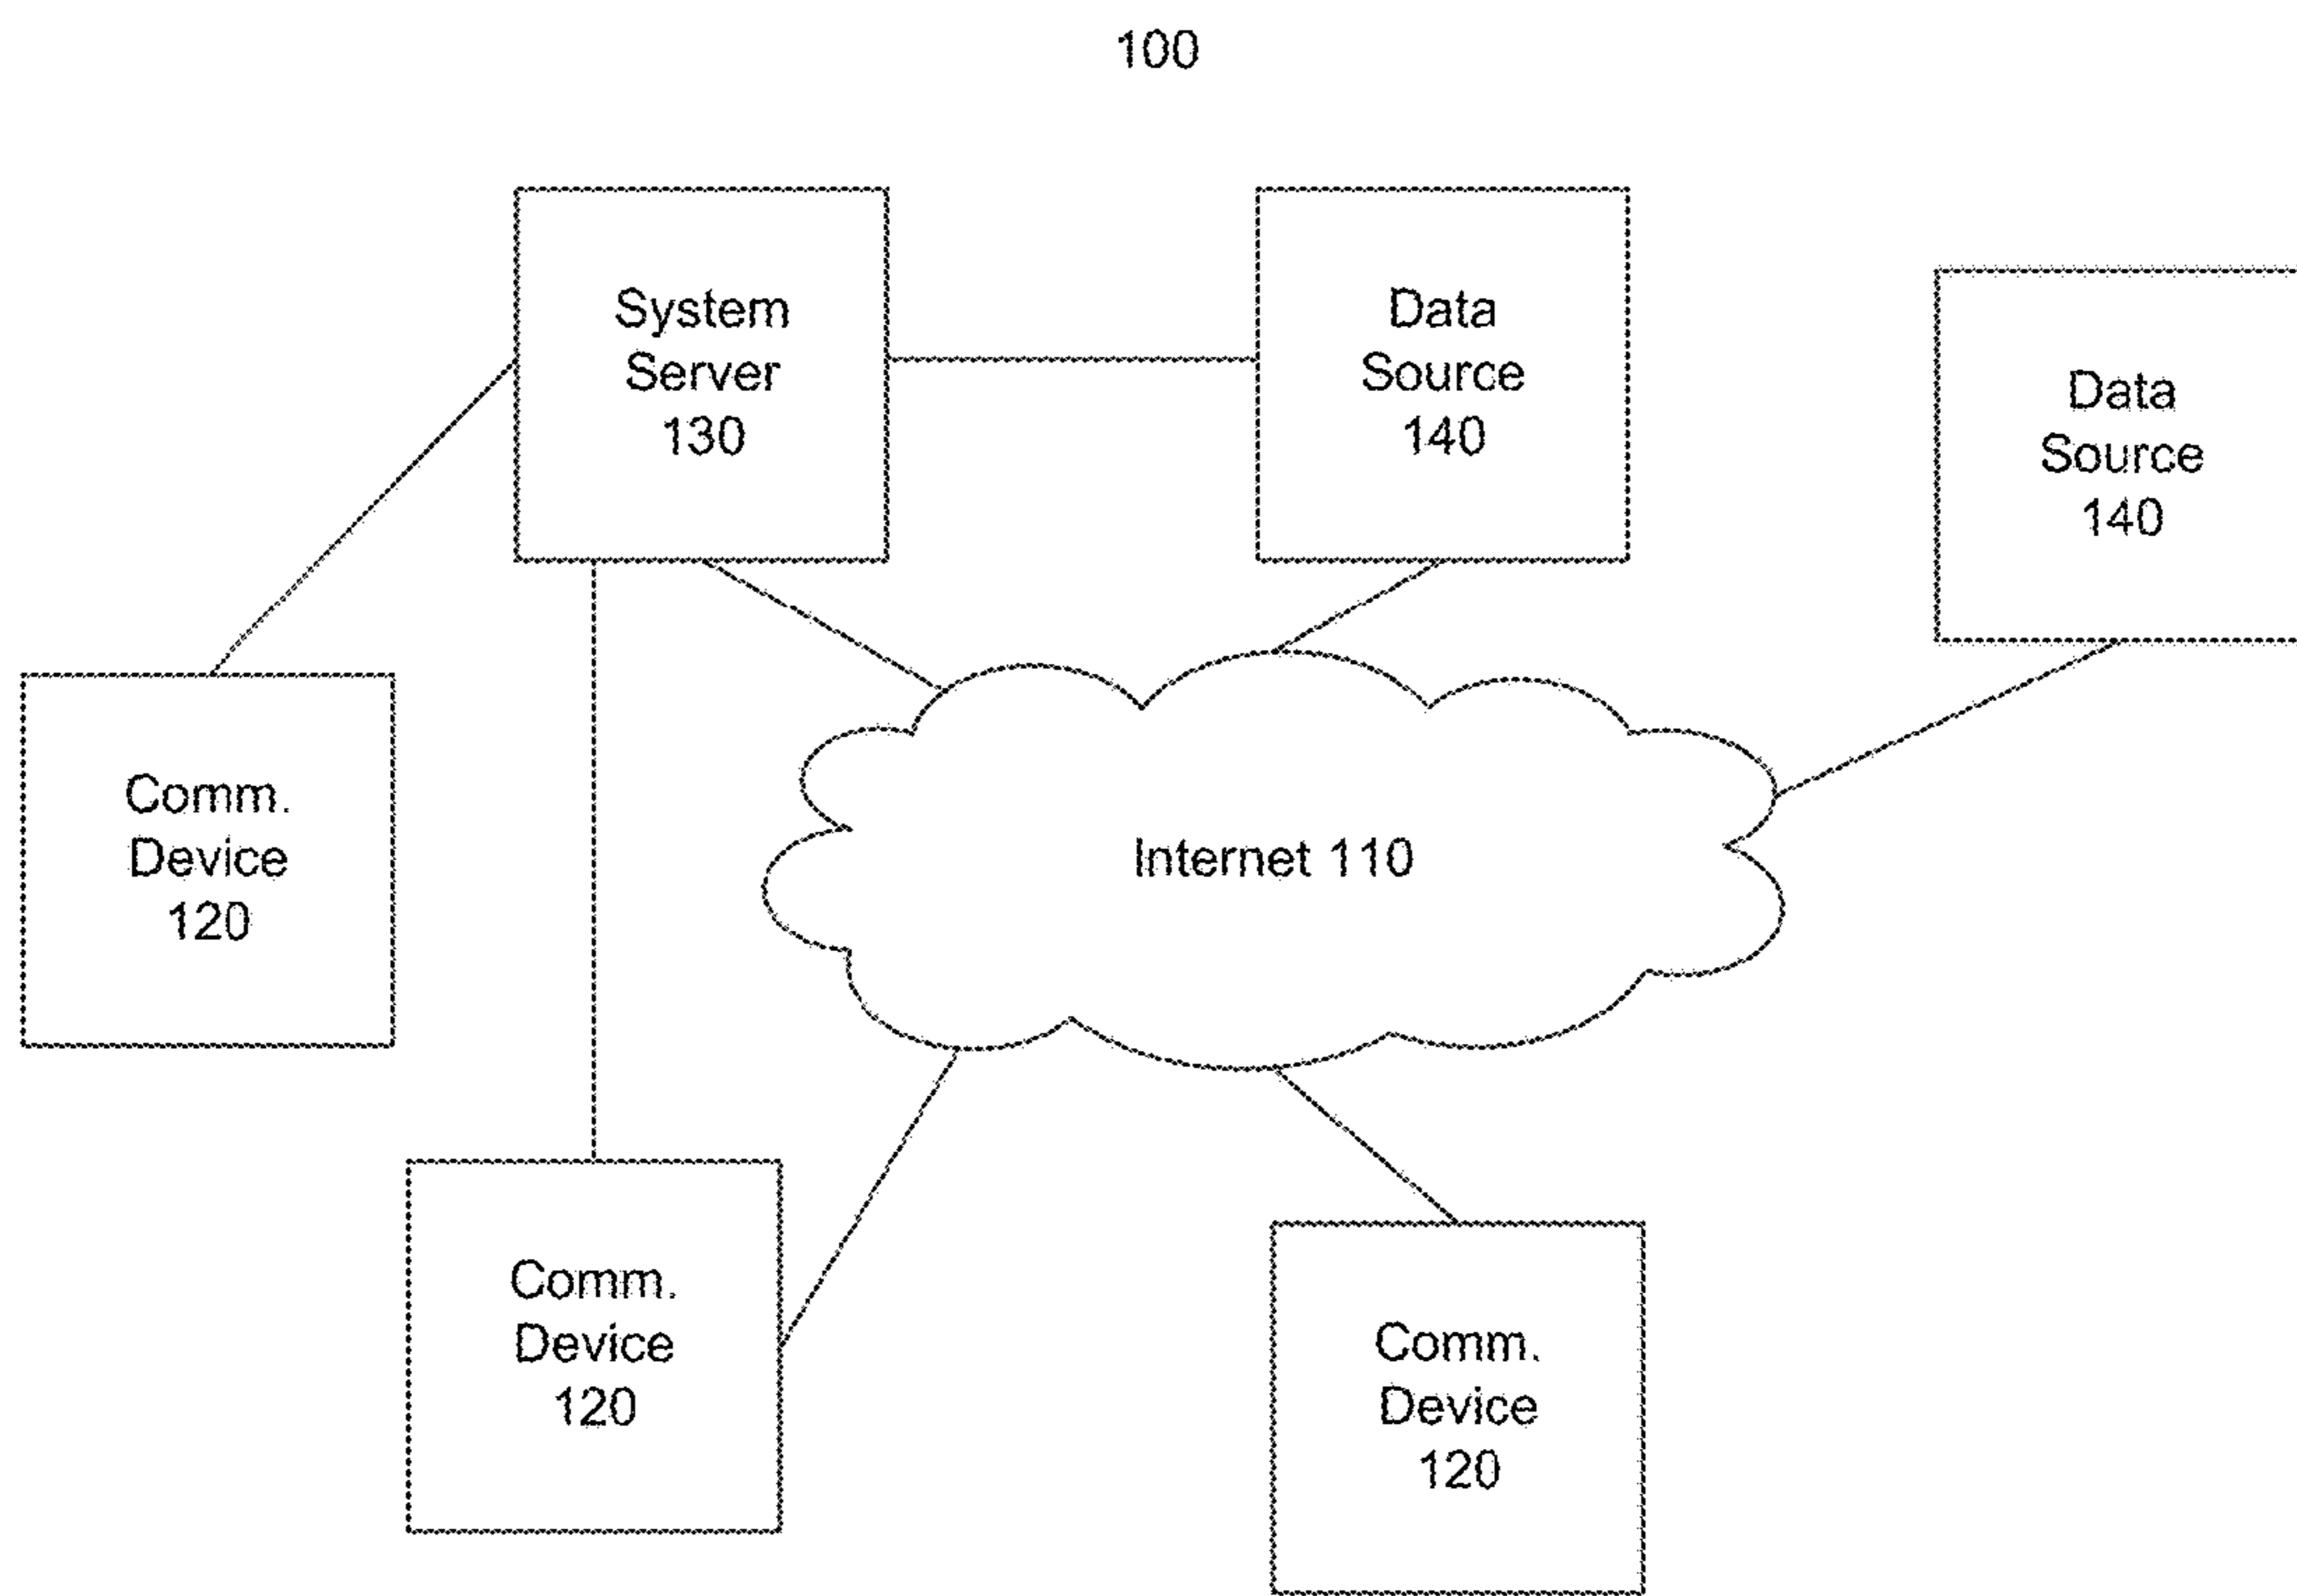 100
System
Server
130
Data
Source
140
Data
Source
140
Comm.
Device
120
Internet 110
Comm.
Device
120
Comm.
Device
120